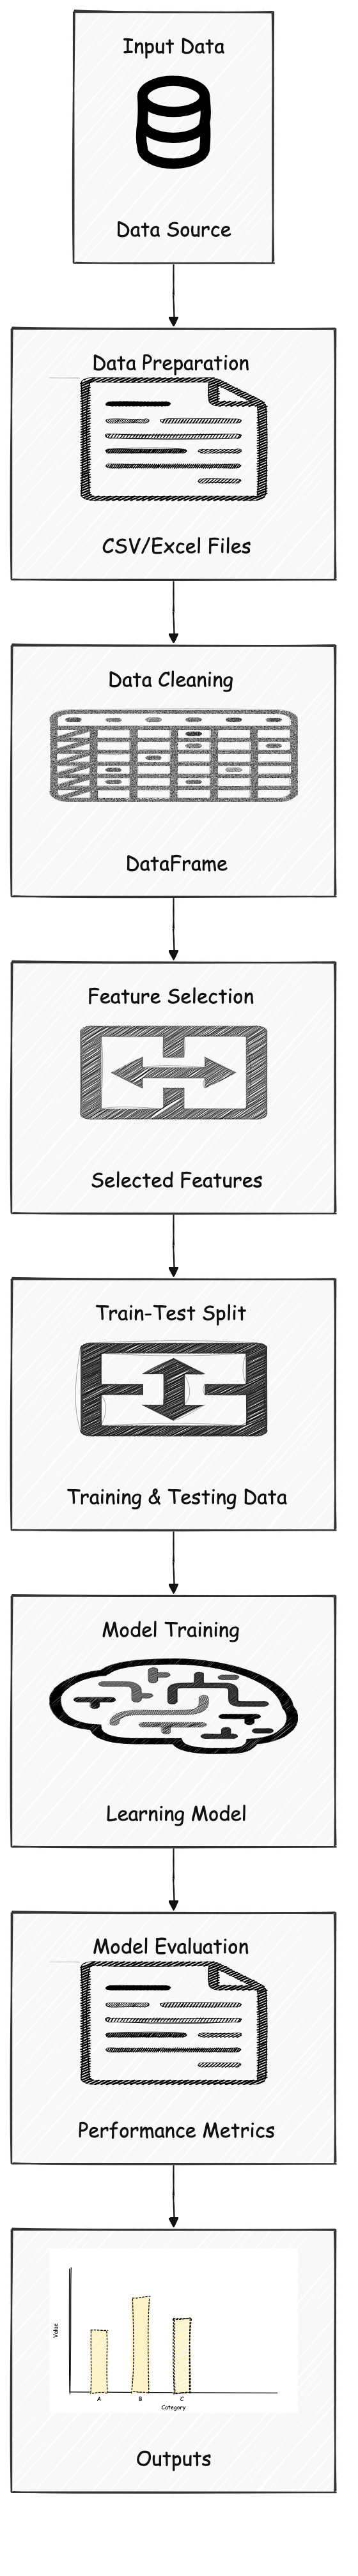 Input Data
Data Source
Data Preparation
CSV/Excel Files
Data Cleaning
DataFrame
Feature Selection
Selected Features
Train-Test Split
Training & Testing Data
Model Training
Learning Model
Model Evaluation
Performance Metrics
Value
A B C
Category
Outputs